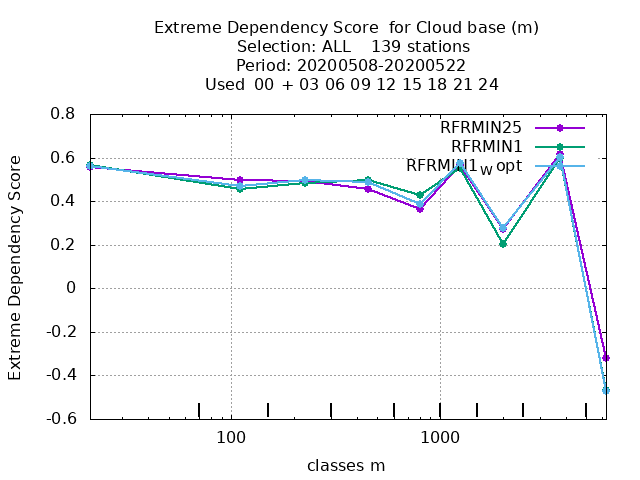 Extreme Dependency Score  for Cloud base (m)
Selection: ALL    139 stations
Period: 20200508-20200522
Used  00 + 03 06 09 12 15 18 21 24
0.8
0.6
0.4
0.2
0
-0.2
-0.4
-0.6
Extreme Dependency Score
RFRMIN25
RFRMIN1
RFRMIN1wopt
100
1000
classes m